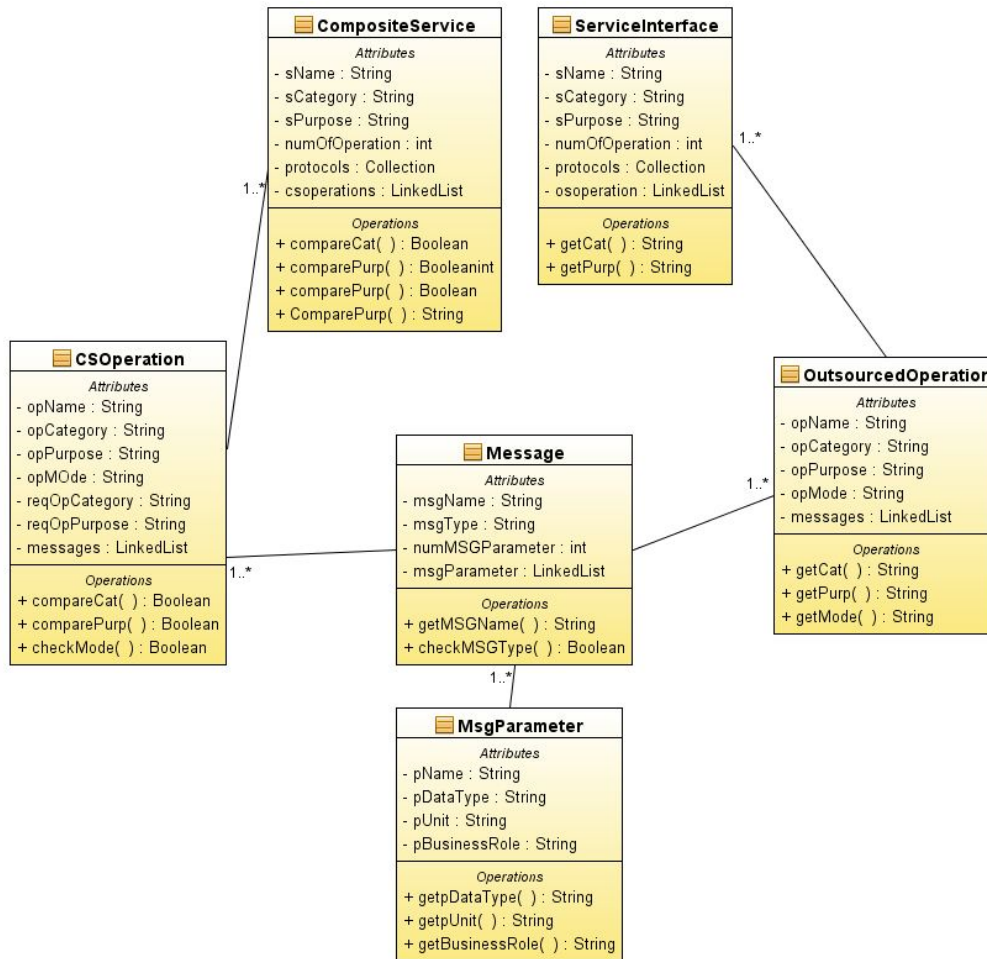 CompositeService
Attributes
- sName : String
- sCategory : String
- sPurpose : String
- numOfOperation : int
- protocols : Collection
- csoperations : LinkedList
Operations
+ compareCat( ) : Boolean
+ comparePurp( ) : Booleanint
+ comparePurp( ) : Boolean
+ ComparePurp( ) : String
1..*
ServiceInterface
Attributes
- sName : String
- sCategory : String
- sPurpose : String
- numOfOperation : int
- protocols : Collection
- osoperation : LinkedList
Operations
+ getCat( ) : String
+ getPurp( ) : String
1..*
CSOperation
Attributes
- opName : String
- opCategory : String
- opPurpose : String
- opMOde : String
- reqOpCategory : String
- reqOpPurpose : String
- messages : LinkedList
Operations
+ compareCat( ) : Boolean
+ comparePurp( ) : Boolean
+ checkMode( ) : Boolean
1..*
Message
Attributes
- msgName : String
- msgType : String
- numMSGParameter : int
- msgParameter : LinkedList
Operations
+ getMSGName( ) : String
+ checkMSGType( ) : Boolean
1..*
OutsourcedOperation
Attributes
- opName : String
- opCategory : String
- opPurpose : String
- opMode : String
- messages : LinkedList
Operations
+ getCat( ) : String
+ getPurp( ) : String
+ getMode( ) : String
1..*
MsgParameter
Attributes
- pName : String
- pDataType : String
- pUnit : String
- pBusinessRole : String
Operations
+ getpDataType( ) : String
+ getpUnit( ) : String
+ getBusinessRole( ) : String